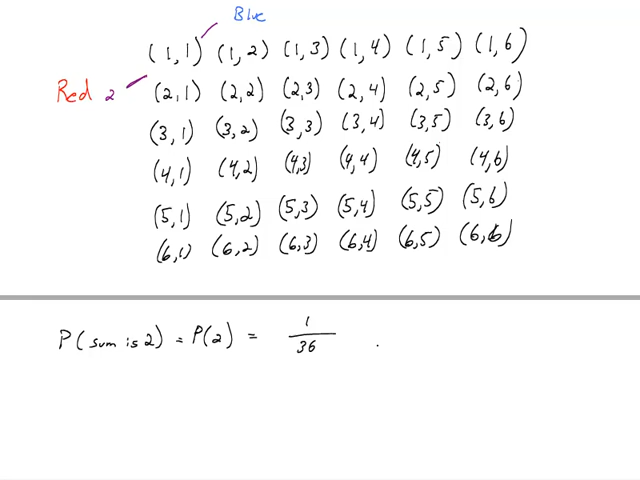 Blue
(1,1) (1,2) (1,3) (1,4) (1,5) (1,6)
Red 2 (2,1) (2,2) (2,3) (2,4) (2,5) (2,6)
(3,1) (3,2) (3,3) (3,4) (3,5) (3,6)
(4,1) (4,2) (4,3) (4,4) (4,5) (4,6)
(5,1) (5,2) (5,3) (5,4) (5,5) (5,6)
(6,1) (6,2) (6,3) (6,4) (6,5) (6,6)
P(sum is 2) = P(2) = 1/36